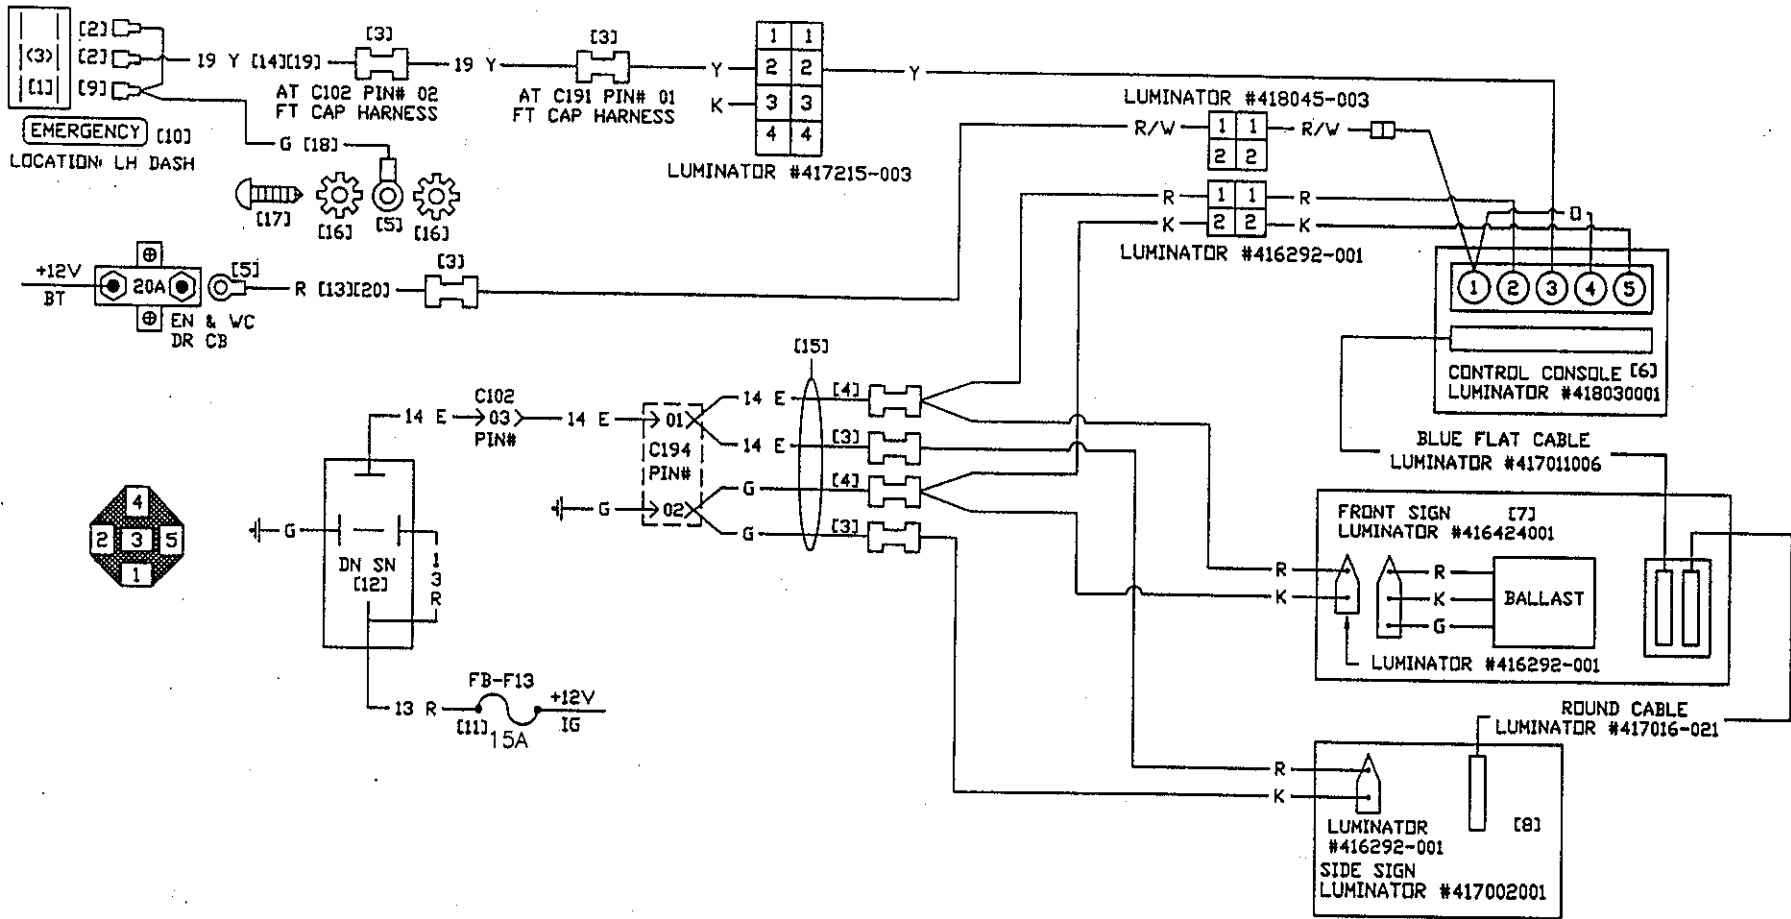 (3)
[1]
[2]
[2]
[9]
19 Y [14][19]
[3]
AT C102 PIN# 02
FT CAP HARNESS
19 Y
[3]
AT C191 PIN# 01
FT CAP HARNESS
Y
K
1 1
2 2
3 3
4 4
Y
LUMINATOR #417215-003
EMERGENCY [10]
LOCATION: LH DASH
G [18]
[17]
[16]
[5]
[16]
LUMINATOR #418045-003
R/W
1 1
2 2
R/W
R
K
1 1
2 2
R
K
O
LUMINATOR #416292-001
+12V
BT
20A
[5]
EN & WC
DR CB
R [13][20]
[3]
1 2 3 4 5
CONTROL CONSOLE [6]
LUMINATOR #418030001
BLUE FLAT CABLE
LUMINATOR #417011006
[15]
14 E
C102
03
PIN#
14 E
01
C194
PIN#
02
14 E
[4]
14 E
[3]
G
[4]
G
[3]
G
4
2 3 5
1
G
DN SN
[12]
13 R
13 R
FB-F13
[11]
15A
+12V
IG
FRONT SIGN [7]
LUMINATOR #416424001
R
K
R
K
G
BALLAST
LUMINATOR #416292-001
ROUND CABLE
LUMINATOR #417016-021
R
K
LUMINATOR
#416292-001
[8]
SIDE SIGN
LUMINATOR #417002001